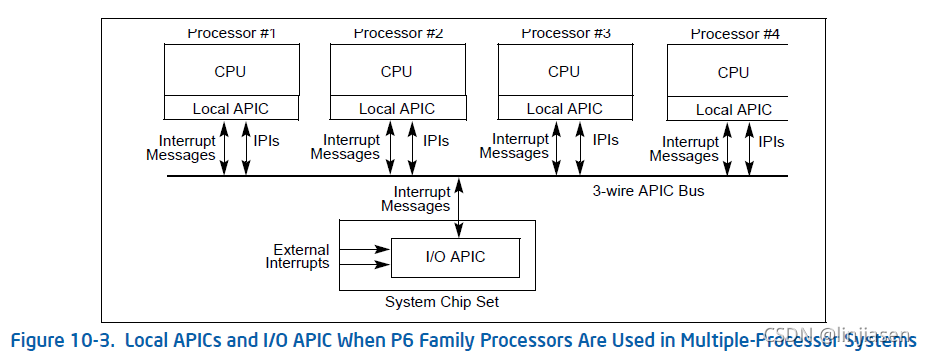 Processor #1 Processor #2 Processor #3 Processor #4
CPU CPU CPU CPU
Local APIC Local APIC Local APIC Local APIC
Interrupt Messages IPIs Interrupt Messages IPIs Interrupt Messages IPIs Interrupt Messages IPIs
3-wire APIC Bus
Interrupt
Messages
External
Interrupts
I/O APIC
System Chip Set
Figure 10-3. Local APICs and I/O APIC When P6 Family Processors Are Used in Multiple-Processor Systems
CSDN @linjiasen